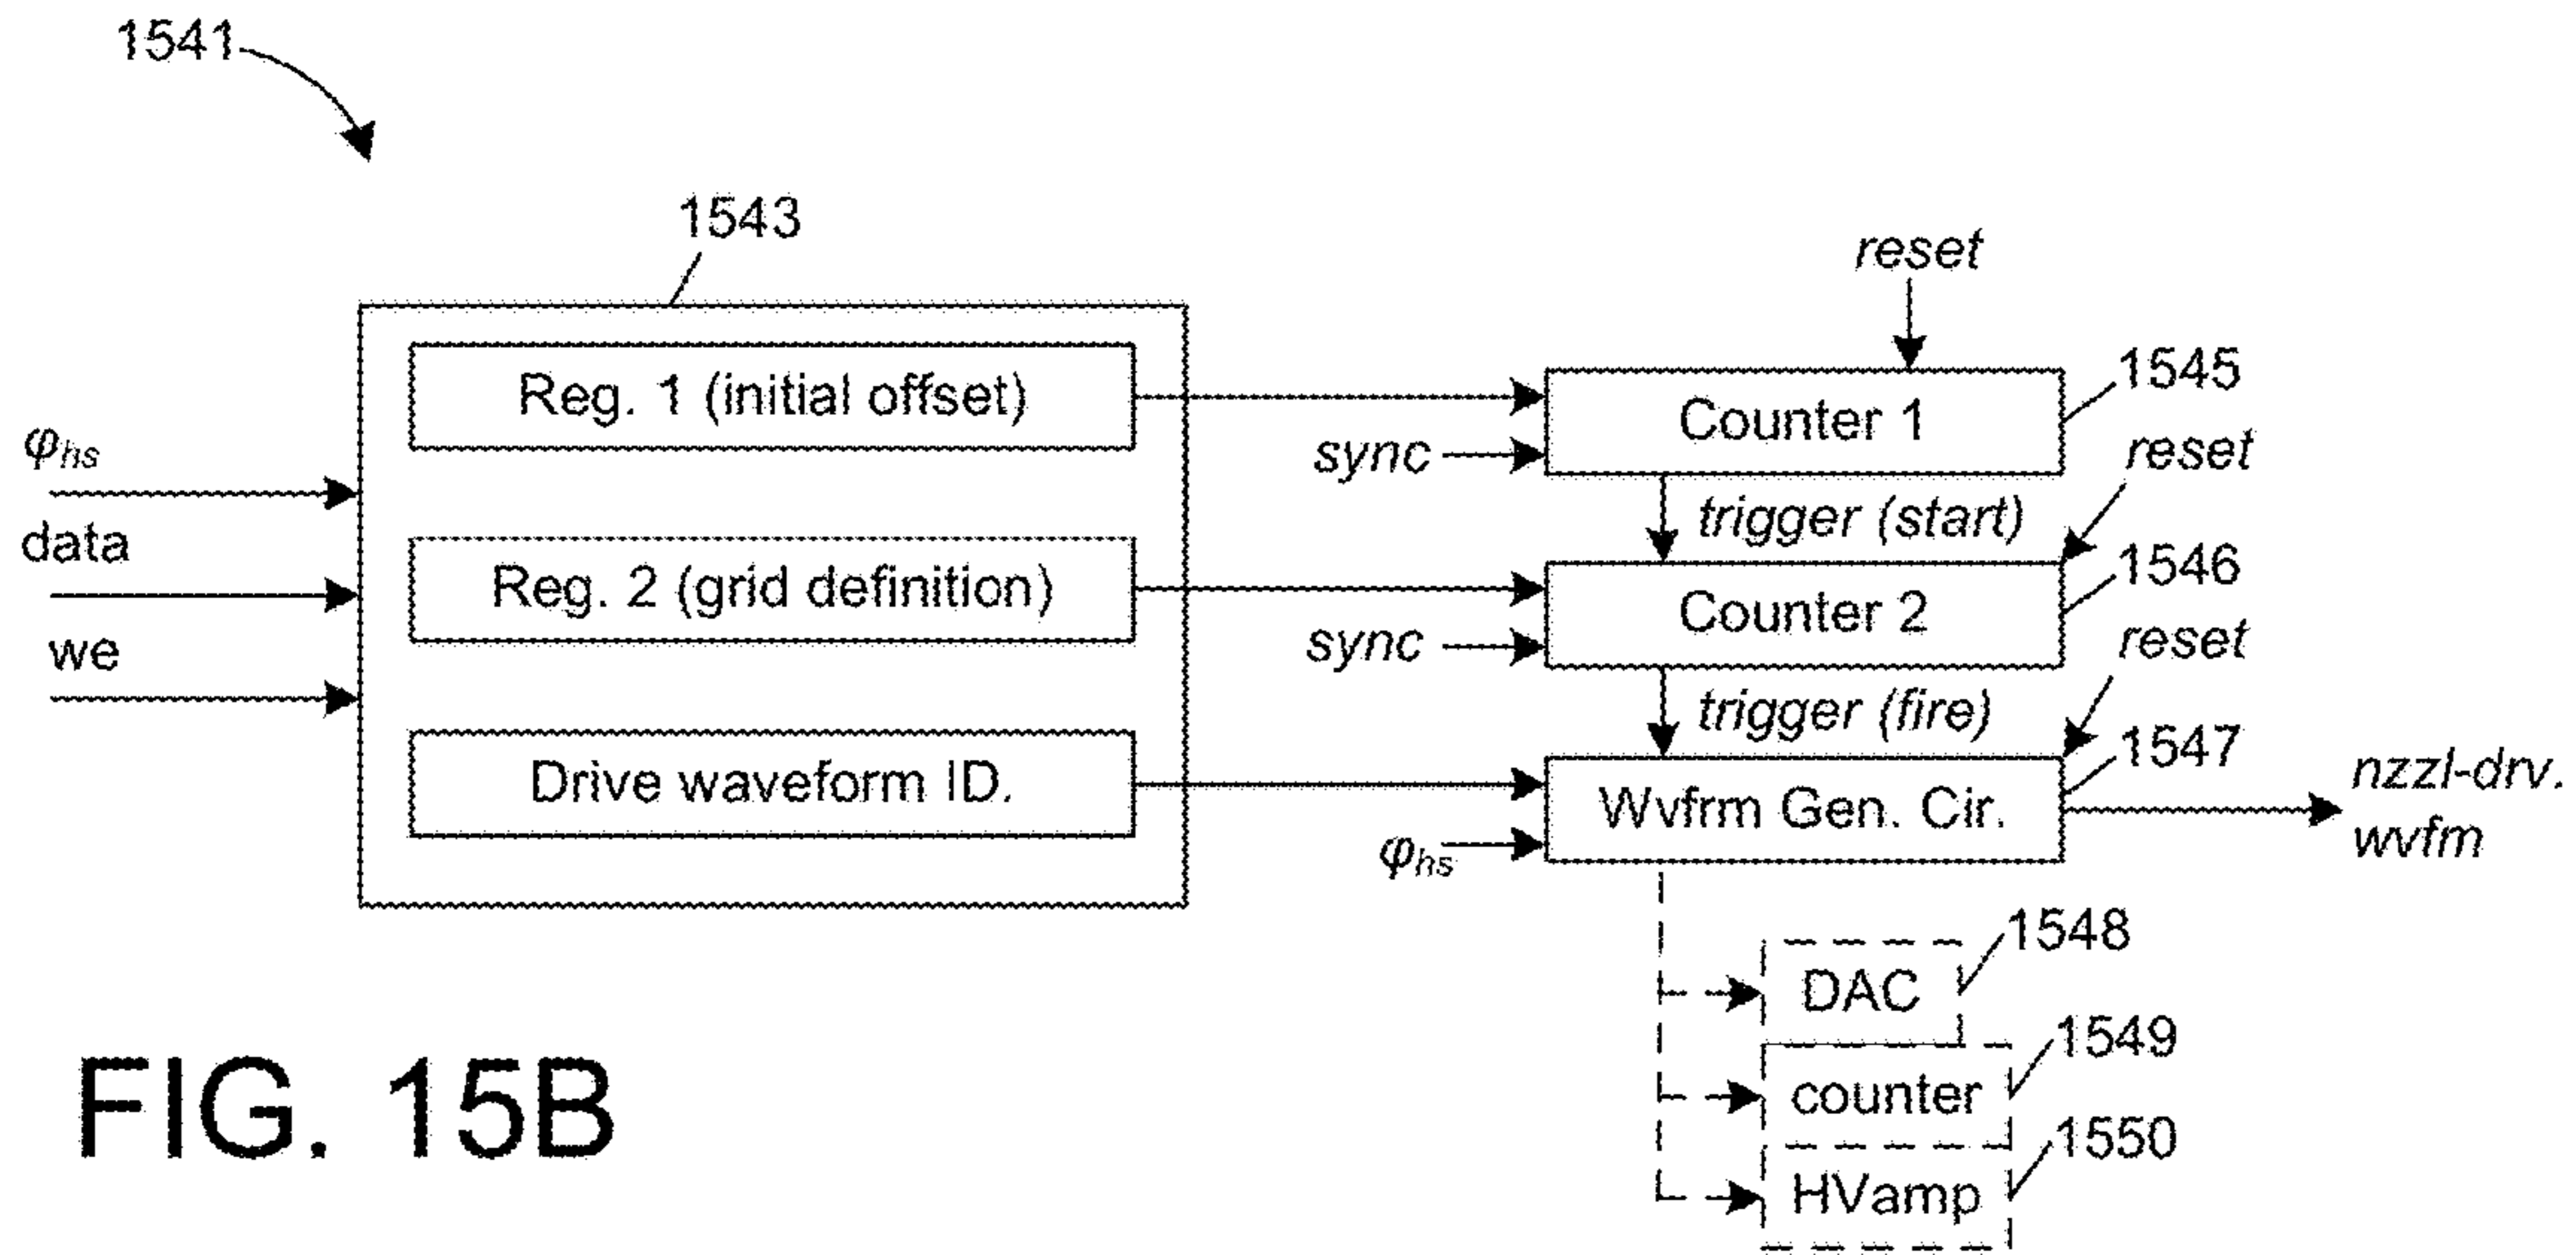 1541
1543
reset
Reg. 1 (initial offset)
Counter 1
1545
φhs
sync
reset
trigger (start)
data
Reg. 2 (grid definition)
Counter 2
1546
we
sync
reset
trigger (fire)
Drive waveform ID.
Wvfrm Gen. Cir.
1547
nzzl-drv.
wvfm
φhs
DAC
1548
counter
1549
HVamp
1550
FIG. 15B